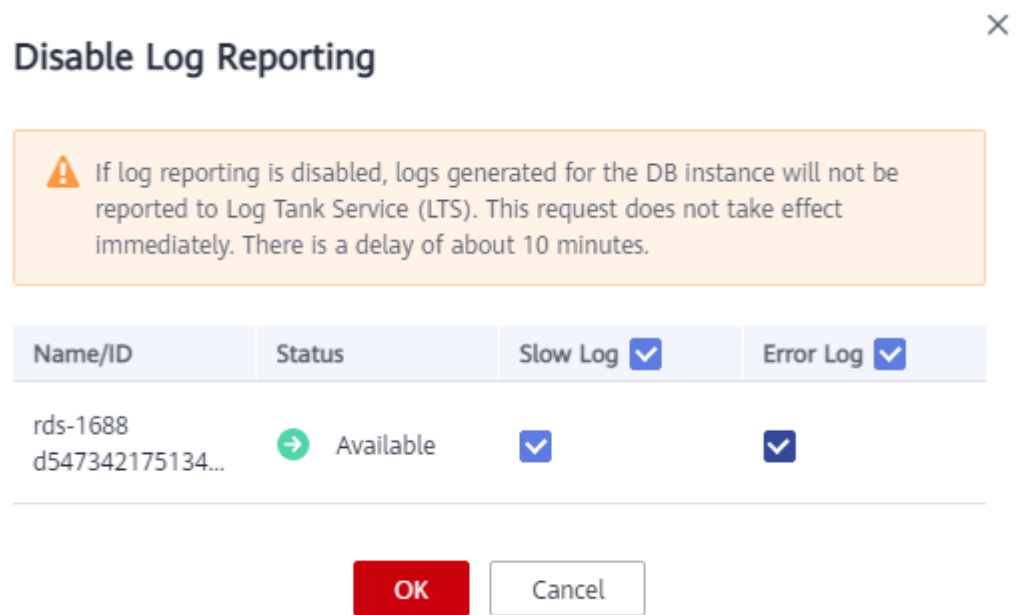 Disable Log Reporting
If log reporting is disabled, logs generated for the DB instance will not be
reported to Log Tank Service (LTS). This request does not take effect
immediately. There is a delay of about 10 minutes.
Name/ID Status Slow Log Error Log
rds-1688
d547342175134...
Available
OK Cancel